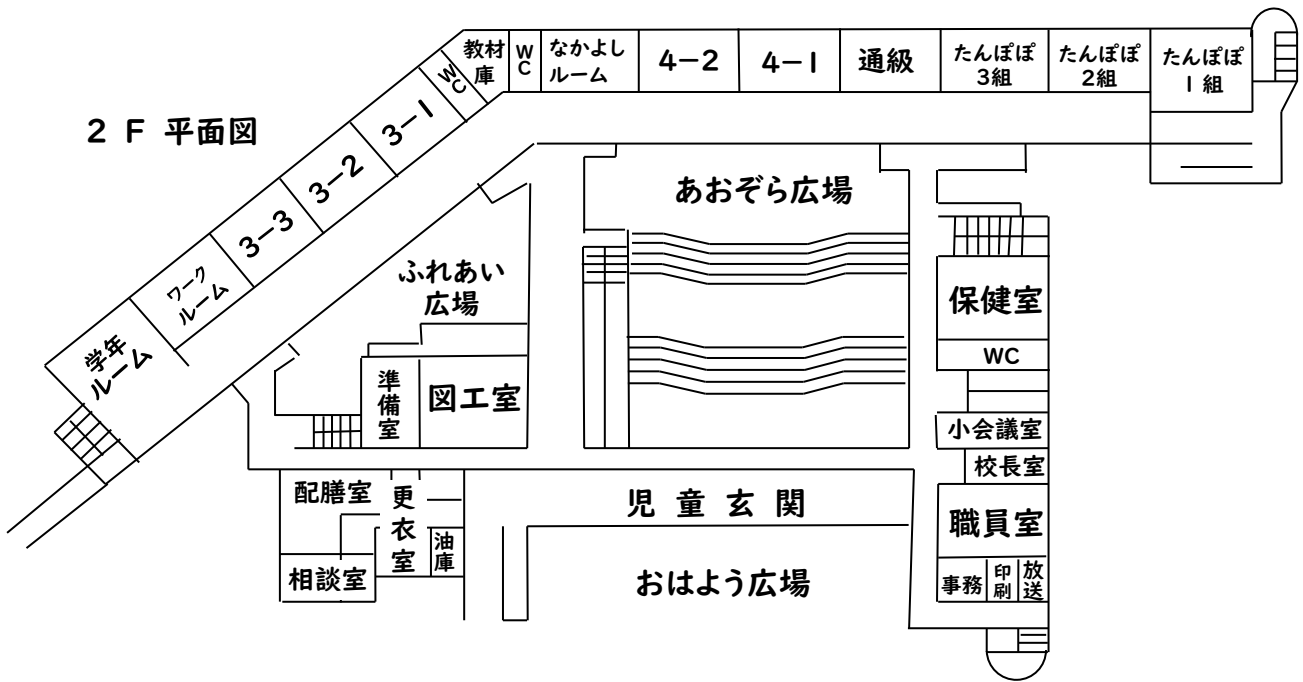 2 F 平面図
教材
庫
WC
なかよし
ルーム
4－2
4－1
通級
たんぽぽ
3組
たんぽぽ
2組
たんぽぽ
1組
WC
3－1
3－2
3－3
ワーク
ルーム
学年
ルーム
あおぞら広場
ふれあい
広場
準備室
図工室
保健室
WC
小会議室
校長室
職員室
事務
印刷
放送
配膳室
更衣室
油庫
相談室
児童玄関
おはよう広場